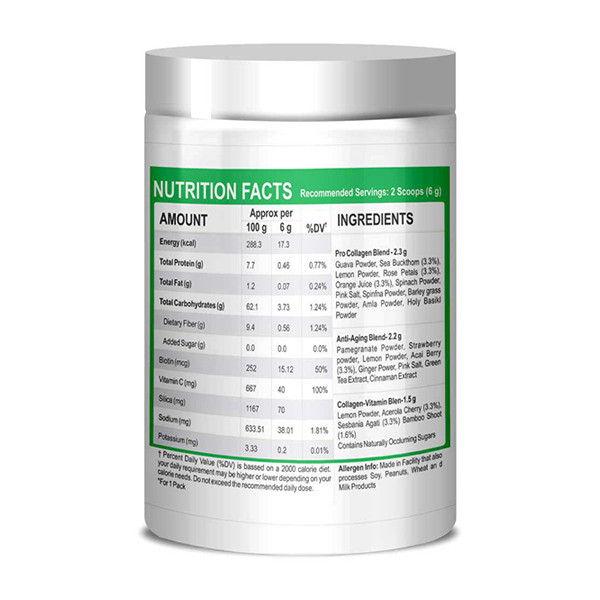 NUTRITION FACTS Recommended Servings: 2 Scoops (6 g)
AMOUNT
Approx per
100 g 6 g %DV†
Energy (kcal) 288.3 17.3
Total Protein (g) 7.7 0.46 0.77%
Total Fat (g) 1.2 0.07 0.24%
Total Carbohydrates (g) 62.1 3.73 1.24%
Dietary Fiber (g) 9.4 0.56 1.24%
Added Sugar (g) 0.0 0.0 0.0%
Biotin (mcg) 252 15.12 50%
Vitamin C (mg) 667 40 100%
Silica (mg) 1167 70
Sodium (mg) 633.51 38.01 1.81%
Potassium (mg) 3.33 0.2 0.01%
INGREDIENTS
Pro Collagen Blend - 2.3 g
Guava Powder, Sea Buckthorn (3.3%),
Lemon Powder, Rose Petals (3.3%),
Orange Juice (3.3%), Spinach Powder,
Pink Salt, Spinfna Powder, Barley grass
Powder, Amla Powder, Holy Basikl
Powder
Anti-Aging Blend- 2.2 g
Pamegranate Powder, Strawberry
powder, Lemon Powder, Acai Berry
(3.3%), Ginger Power, Pink Salt, Green
Tea Extract, Cinnaman Extract
Collagen-Vitamin Blen-1.5 g
Lemon Powder, Acerola Cherry (3.3%),
Sesbania Agati (3.3%) Bamboo Shoot
(1.6%)
Contains Naturally Occluming Sugars
† Percent Daily Value (%DV) is bassed on a 2000 calorie diet.
your daily requirement may be higher or lower depending on your
calorie needs. Do not exceed the recommended daily dose.
*For 1 Pack
Allergen Info: Made in Facility that also
processes Soy, Peanuts, Wheat an d
Milk Products